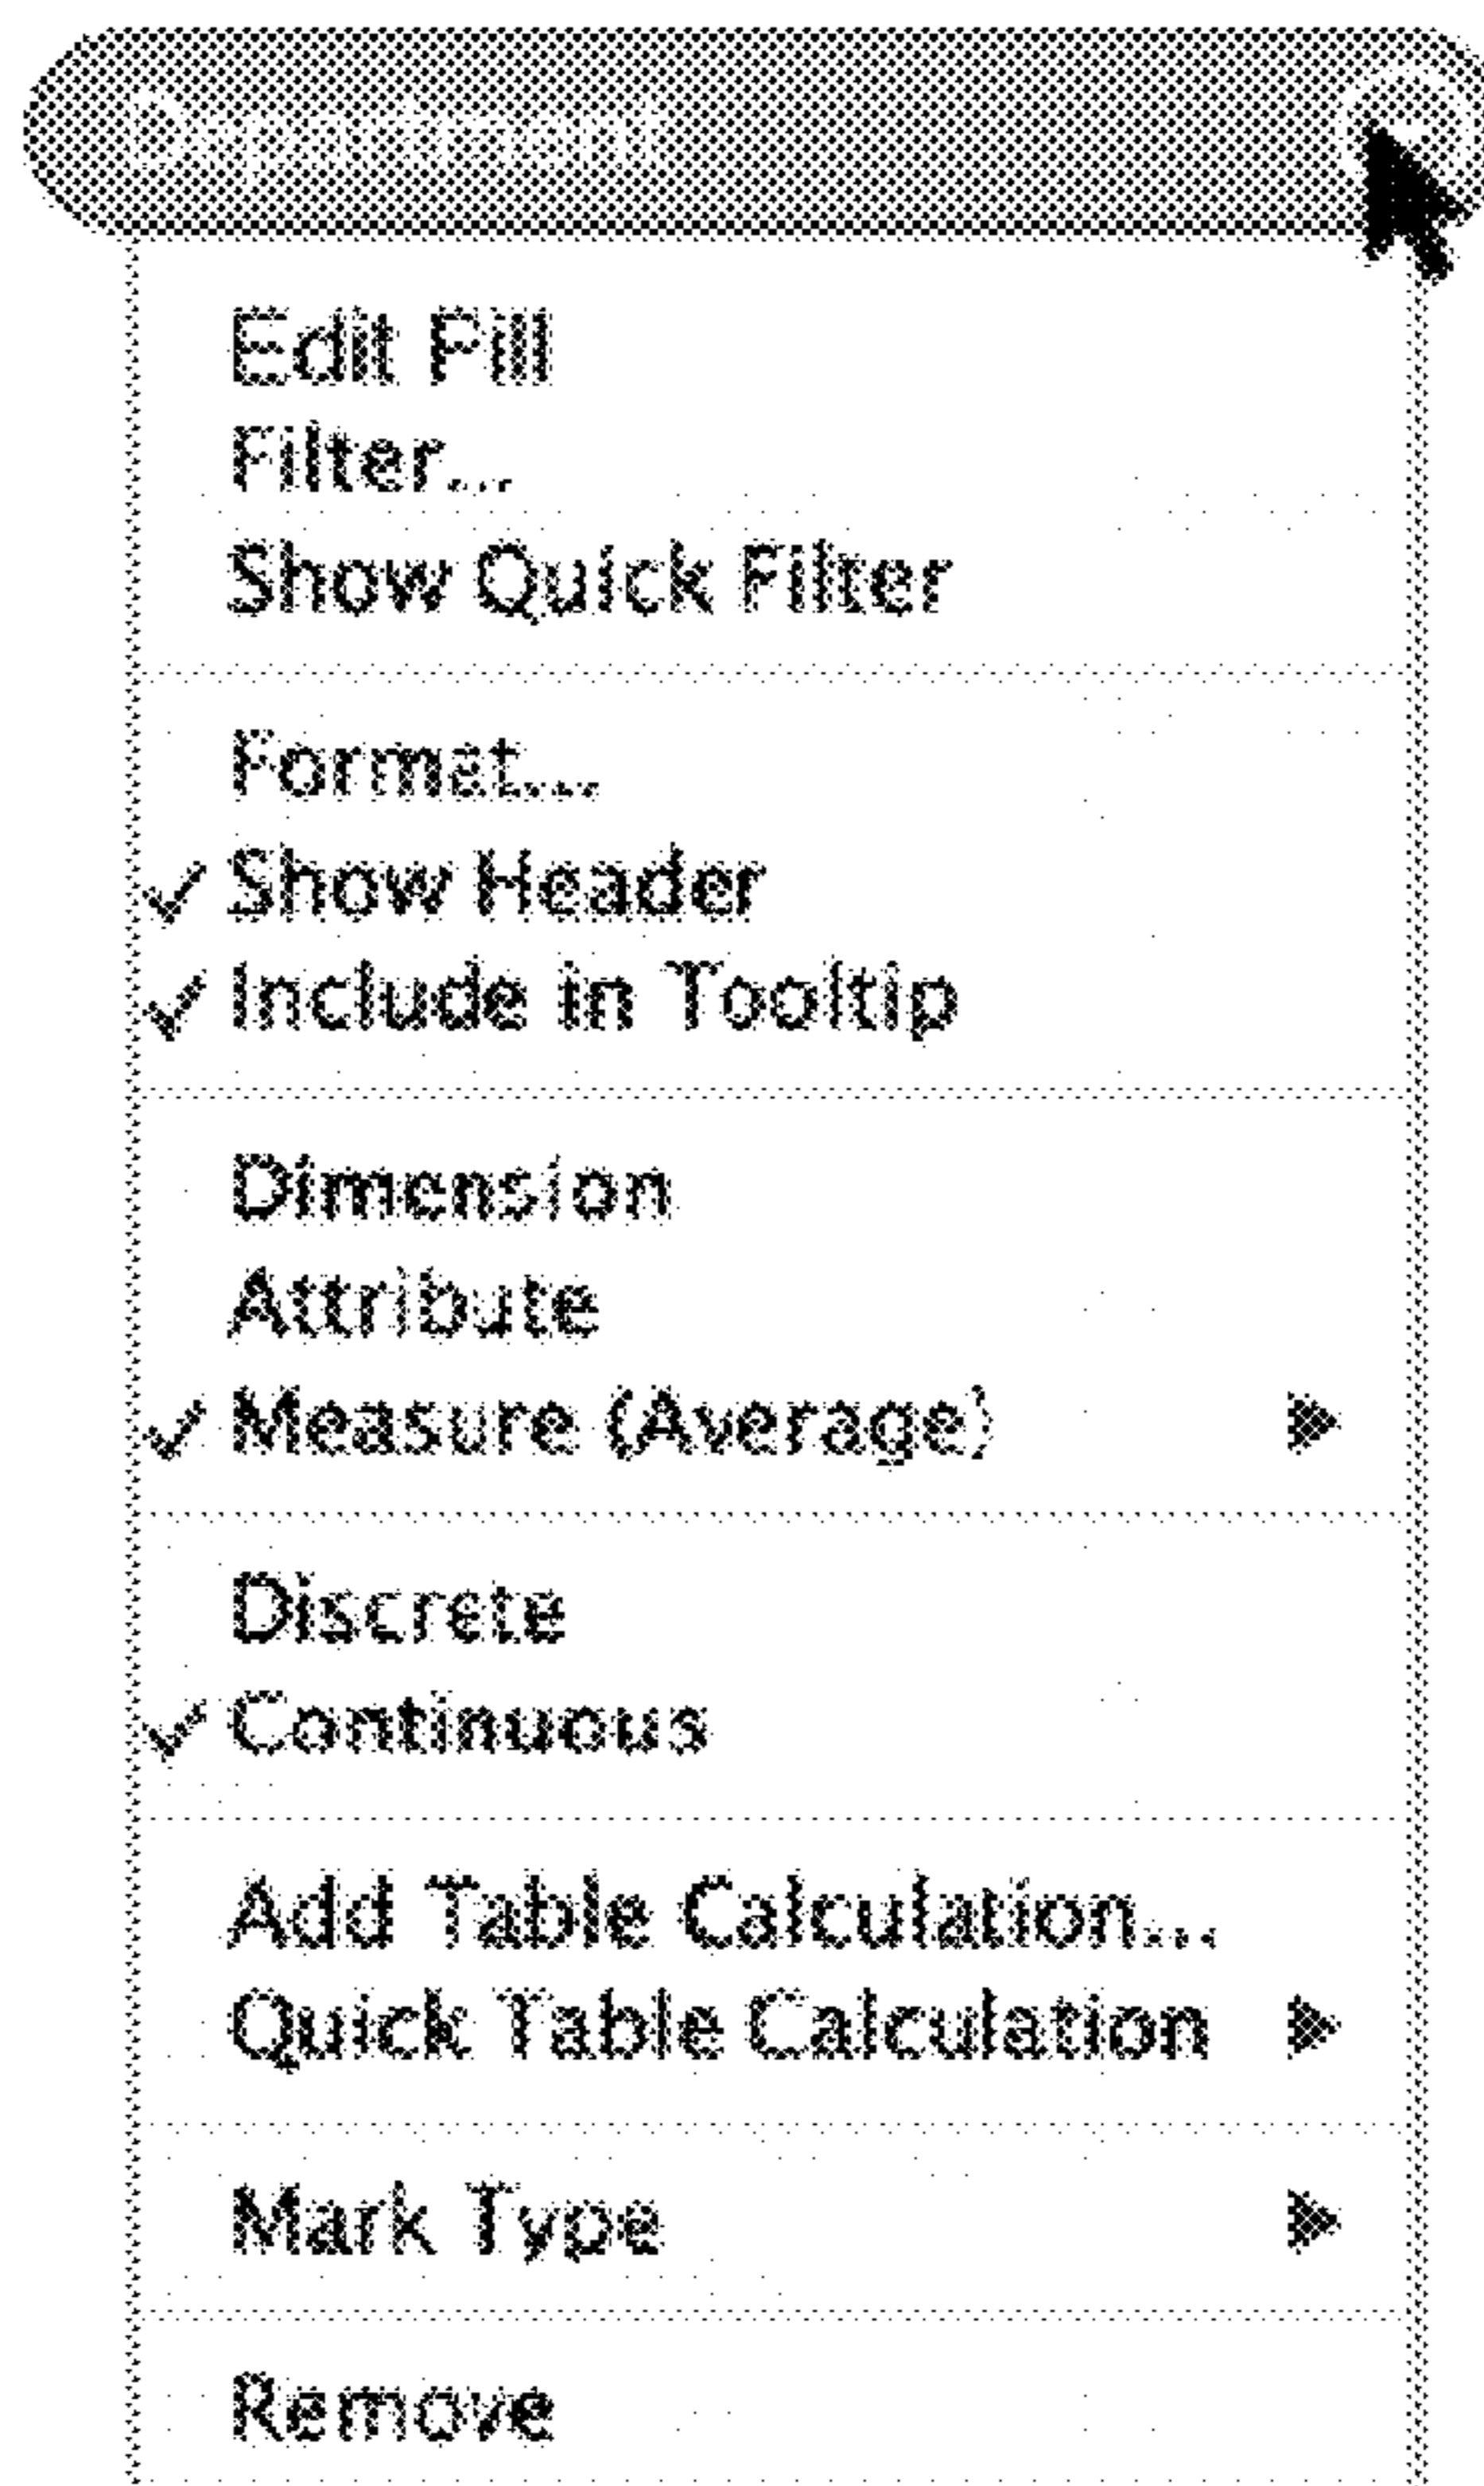 Edit Pill
Filter...
Show Quick Filter
Format...
✓ Show Header
✓ Include in Tooltip
Dimension
Attribute
✓ Measure (Average)
Discrete
✓ Continuous
Add Table Calculation...
Quick Table Calculation
Mark Type
Remove